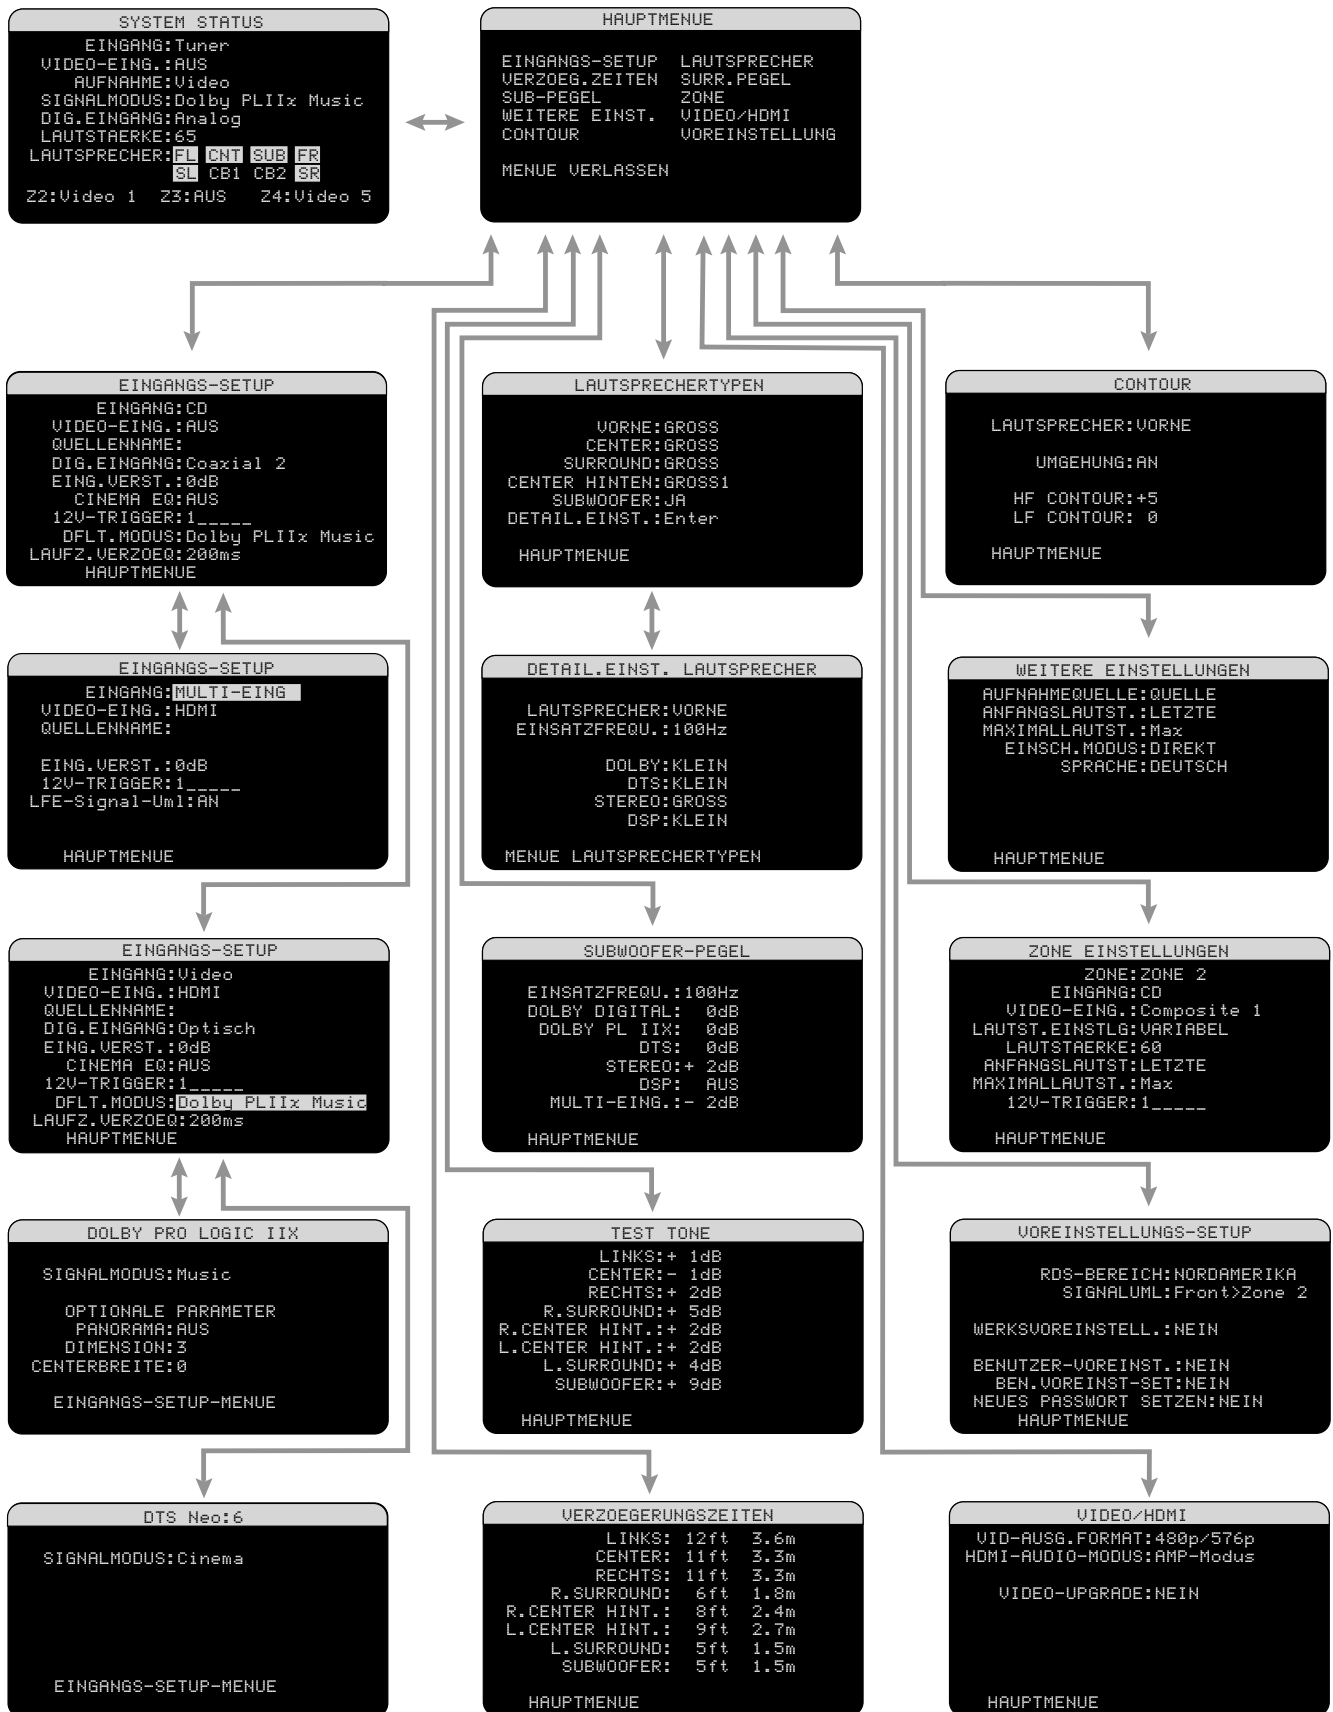 SYSTEM STATUS
EINGANG:Tuner
VIDEO-EING.:AUS
AUFNAHME:Video
SIGNALMODUS:Dolby PLIIx Music
DIG.EINGANG:Analog
LAUTSTAERKE:65
LAUTSPRECHER:FL CNT SUB FR
SL CB1 CB2 SR
Z2:Video 1 Z3:AUS Z4:Video 5
HAUPTMENUE
EINGANGS-SETUP LAUTSPRECHER
VERZOEG.ZEITEN SURR.PEGEL
SUB-PEGEL ZONE
WEITERE EINST. VIDEO/HDMI
CONTOUR VOREINSTELLUNG
MENUE VERLASSEN
EINGANGS-SETUP
EINGANG:CD
VIDEO-EING.:AUS
QUELLENNAME:
DIG.EINGANG:Coaxial 2
EING.VERST.:0dB
CINEMA EQ:AUS
12V-TRIGGER:1_____
DFLT.MODUS:Dolby PLIIx Music
LAUFZ.VERZOEQ:200ms
HAUPTMENUE
LAUTSPRECHERTYPEN
VORNE:GROSS
CENTER:GROSS
SURROUND:GROSS
CENTER HINTEN:GROSS1
SUBWOOFER:JA
DETAIL.EINST.:Enter
HAUPTMENUE
CONTOUR
LAUTSPRECHER:VORNE
UMGEHUNG:AN
HF CONTOUR:+5
LF CONTOUR: 0
HAUPTMENUE
EINGANGS-SETUP
EINGANG:MULTI-EING
VIDEO-EING.:HDMI
QUELLENNAME:
EING.VERST.:0dB
12V-TRIGGER:1_____
LFE-Signal-Uml:AN
HAUPTMENUE
DETAIL.EINST. LAUTSPRECHER
LAUTSPRECHER:VORNE
EINSATZFREQU.:100Hz
DOLBY:KLEIN
DTS:KLEIN
STEREO:GROSS
DSP:KLEIN
MENUE LAUTSPRECHERTYPEN
WEITERE EINSTELLUNGEN
AUFNAHMEQUELLE:QUELLE
ANFANGSLAUTST.:LETZTE
MAXIMALLAUTST.:Max
EINSCH.MODUS:DIREKT
SPRACHE:DEUTSCH
HAUPTMENUE
EINGANGS-SETUP
EINGANG:Video
VIDEO-EING.:HDMI
QUELLENNAME:
DIG.EINGANG:Optisch
EING.VERST.:0dB
CINEMA EQ:AUS
12V-TRIGGER:1_____
DFLT.MODUS:Dolby PLIIx Music
LAUFZ.VERZOEQ:200ms
HAUPTMENUE
SUBWOOFER-PEGEL
EINSATZFREQU.:100Hz
DOLBY DIGITAL: 0dB
DOLBY PL IIX: 0dB
DTS: 0dB
STEREO:+ 2dB
DSP: AUS
MULTI-EING.:- 2dB
HAUPTMENUE
ZONE EINSTELLUNGEN
ZONE:ZONE 2
EINGANG:CD
VIDEO-EING.:Composite 1
LAUTST.EINSTLG:VARIABEL
LAUTSTAERKE:60
ANFANGSLAUTST:LETZTE
MAXIMALLAUTST.:Max
12V-TRIGGER:1_____
HAUPTMENUE
DOLBY PRO LOGIC IIX
SIGNALMODUS:Music
OPTIONALE PARAMETER
PANORAMA:AUS
DIMENSION:3
CENTERBREITE:0
EINGANGS-SETUP-MENUE
TEST TONE
LINKS:+ 1dB
CENTER:- 1dB
RECHTS:+ 2dB
R.SURROUND:+ 5dB
R.CENTER HINT.:+ 2dB
L.CENTER HINT.:+ 2dB
L.SURROUND:+ 4dB
SUBWOOFER:+ 9dB
HAUPTMENUE
VOREINSTELLUNGS-SETUP
RDS-BEREICH:NORDAMERIKA
SIGNALUML:Front>Zone 2
WERKSVOREINSTELL.:NEIN
BENUTZER-VOREINST.:NEIN
BEN.VOREINST-SET:NEIN
NEUES PASSWORT SETZEN:NEIN
HAUPTMENUE
DTS Neo:6
SIGNALMODUS:Cinema
EINGANGS-SETUP-MENUE
VERZOEGERUNGSZEITEN
LINKS: 12ft 3.6m
CENTER: 11ft 3.3m
RECHTS: 11ft 3.3m
R.SURROUND: 6ft 1.8m
R.CENTER HINT.: 8ft 2.4m
L.CENTER HINT.: 9ft 2.7m
L.SURROUND: 5ft 1.5m
SUBWOOFER: 5ft 1.5m
HAUPTMENUE
VIDEO/HDMI
VID-AUSG.FORMAT:480p/576p
HDMI-AUDIO-MODUS:AMP-Modus
VIDEO-UPGRADE:NEIN
HAUPTMENUE